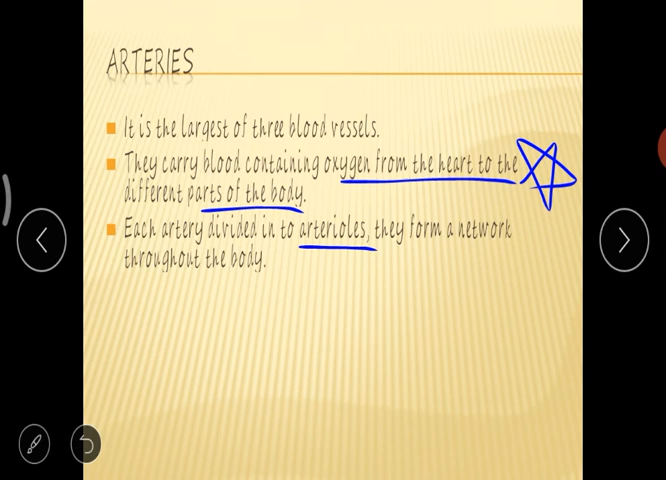 ARTERIES
It is the largest of three blood vessels.
They carry blood containing oxygen from the heart to the
different parts of the body.
Each artery divided in to arterioles, they form a network
throughout the body.